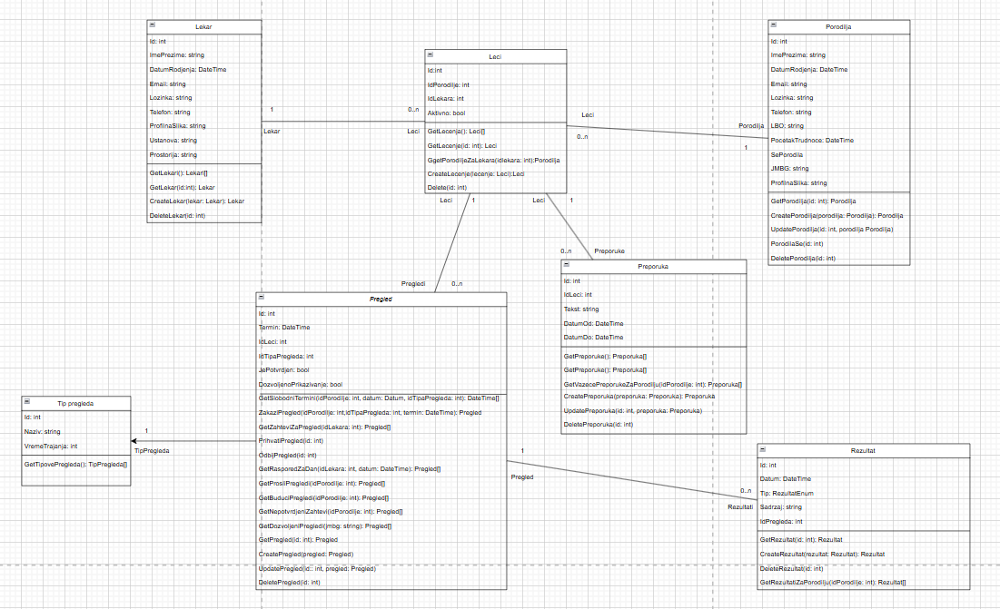 Lekar
Id: int
ImePrezime: string
DatumRodjenja: DateTime
Email: string
Lozinka: string
Telefon: string
ProfilnaSlika: string
Ustanova: string
Prostorija: string
GetLekari(): Lekari[]
GetLekar(id:int): Lekar
CreateLekar(lekar: Lekar): Lekar
DeleteLekar(id: int)
1
Lekar
0..n
Leci
Leci
Id:int
IdPorodilje: int
IdLekara: int
Aktivno: bool
GetLecenja(): Leci[]
GetLecenje(id: int): Leci
GgetPorodiljeZaLekara(idlekara: int):Porodilja
CreateLecenje(lecenje: Leci):Leci
Delete(id: int)
Leci
0..n
Porodilja
1
Porodilja
Id: int
ImePrezime: string
DatumRodjenja: DateTime
Email: string
Lozinka: string
Telefon: string
LBO: string
PocetakTrudnoce: DateTime
SePorodila
JMBG: string
ProfilnaSlika: string
GetPorodilja(id: int): Porodilja
CreatePorodilja(porodilja: Porodilja): Porodilja
UpdatePorodilja(id: int, porodilja Porodilja)
PorodilaSe(id: int)
DeletePorodilja(id: int)
Leci
1
Leci
1
Pregledi
0..n
0..n
Preporuke
Preporuka
Id: int
IdLeci: int
Tekst: string
DatumOd: DateTime
DatumDo: DateTime
GetPreporuke(): Preporuka[]
GetPreporuke(): Preporuka[]
GetVazecePreporukeZaPorodilju(idPorodilje: int): Preporuka[]
CreatePreporuka(preporuka: Preporuka): Preporuka
UpdatePreporuka(id: int, preporuka: Preporuka)
DeletePreporuka(id: int)
Pregled
Id: int
Termin: DateTime
IdLeci: int
IdTipaPregleda: int
JePotvrdjen: bool
DozvoljenoPrikazivanje: bool
GetSlobodniTermini(idPorodilje: int, datum: Datum, idTipaPregleda: int): DateTime[]
ZakaziPregled(idPorodilje: int,idTipaPregleda: int, termin: DateTime): Pregled
GetZahteviZaPregled(idLekara: int): Pregled[]
PrihvatiPregled(id: int)
OdbijPregled(id: int)
GetRasporedZaDan(idLekara: int, datum: DateTime): Pregled[]
GetProsliPregledi(idPorodilje: int): Pregled[]
GetBuduciPregledi(idPorodilje: int): Pregled[]
GetNepotvrdjeniZahtevi(idPorodilje: int): Pregled[]
GetDozvoljeniPregledi(jmbg: string): Pregled[]
GetPregled(id: int): Pregled
CreatePregled(pregled: Pregled)
UpdatePregled(id: int, pregled: Pregled)
DeletePregled(id: int)
Tip pregleda
Id: int
Naziv: string
VremeTrajanja: int
GetTipovePregleda(): TipPregleda[]
1
TipPregleda
1
Pregled
0..n
Rezultati
Rezultat
Id: int
Datum: DateTime
Tip: RezultatEnum
Sadrzaj: string
IdPregleda: int
GetRezultat(id: int): Rezultat
CreateRezultat(rezultat: Rezultat): Rezultat
DeleteRezultat(id: int)
GetRezultatiZaPorodilju(idPorodilje: int): Rezultat[]